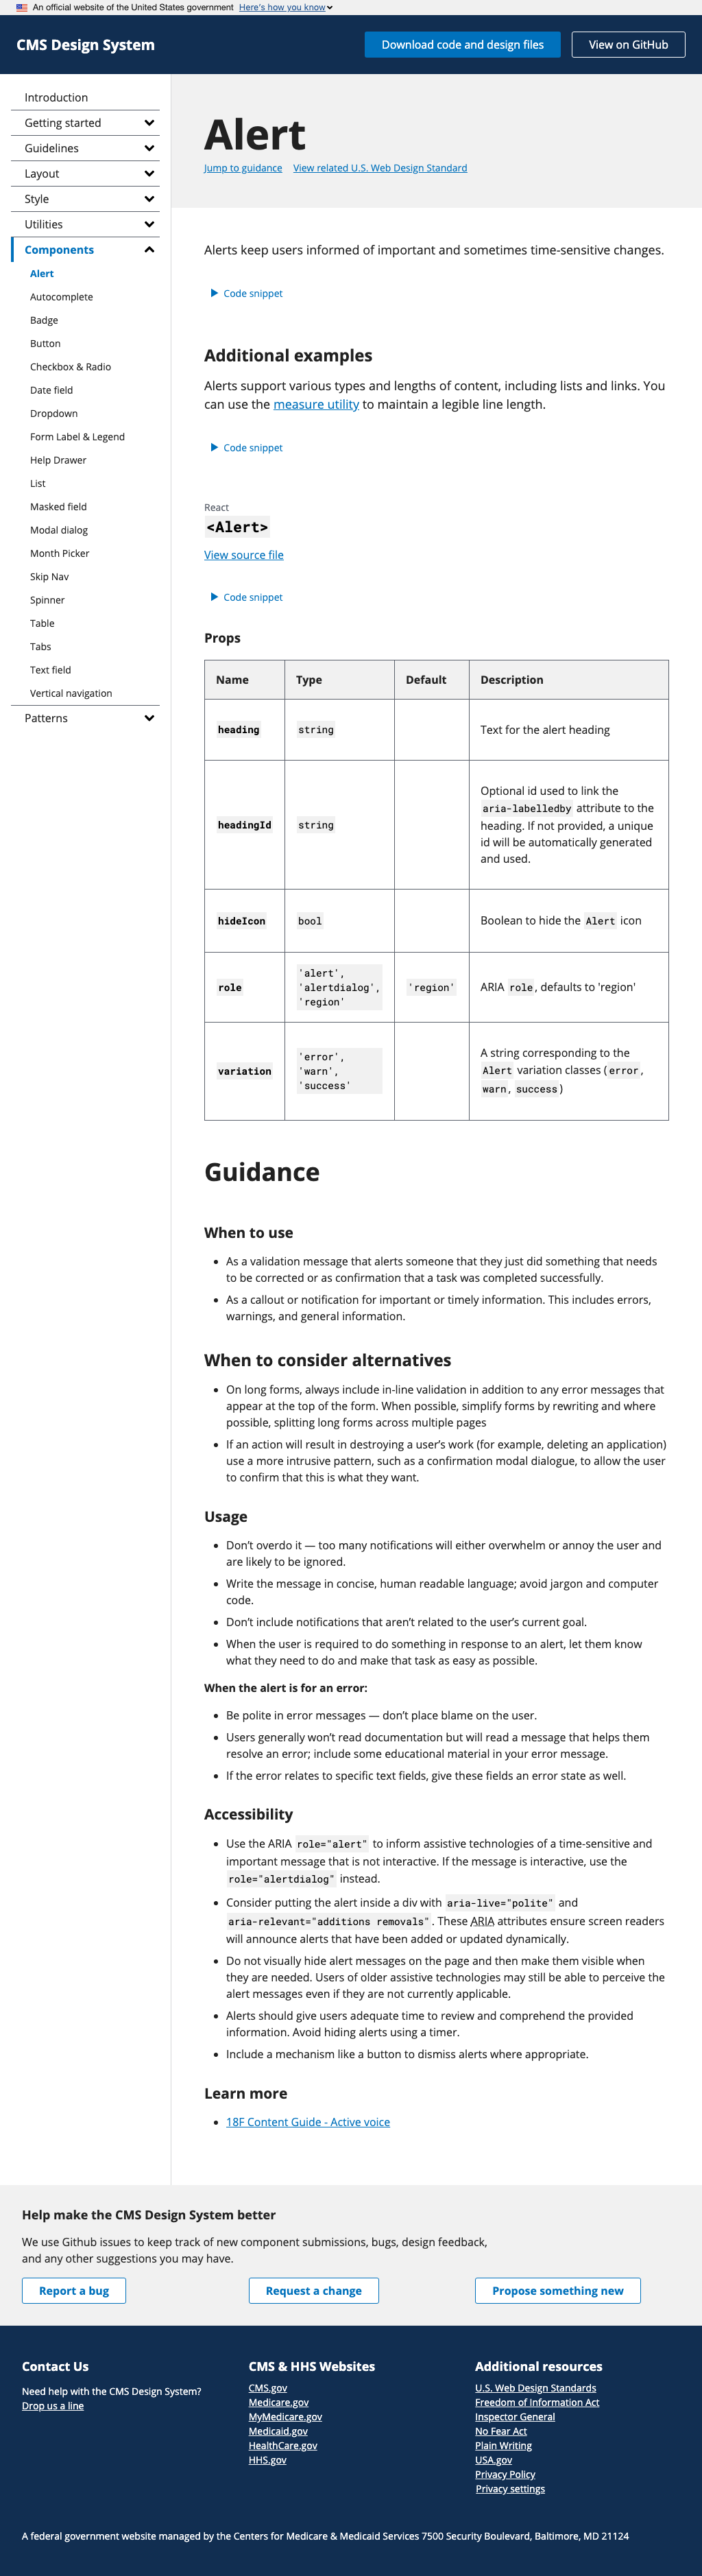 An official website of the United States government Here's how you know
CMS Design System
Download code and design files
View on GitHub
Introduction
Getting started
Guidelines
Layout
Style
Utilities
Components
Alert
Autocomplete
Badge
Button
Checkbox & Radio
Date field
Dropdown
Form Label & Legend
Help Drawer
List
Masked field
Modal dialog
Month Picker
Skip Nav
Spinner
Table
Tabs
Text field
Vertical navigation
Patterns
Alert
Jump to guidance View related U.S. Web Design Standard
Alerts keep users informed of important and sometimes time-sensitive changes.
Code snippet
Additional examples
Alerts support various types and lengths of content, including lists and links. You
can use the measure utility to maintain a legible line length.
Code snippet
React
<Alert>
View source file
Code snippet
Props
Name Type Default Description
heading string Text for the alert heading
headingId string
Optional id used to link the
aria-labelledby attribute to the
heading. If not provided, a unique
id will be automatically generated
and used.
hideIcon bool Boolean to hide the Alert icon
role
'alert',
'alertdialog',
'region'
'region'
ARIA role, defaults to 'region'
variation
'error',
'warn',
'success'
A string corresponding to the
Alert variation classes (error,
warn, success)
Guidance
When to use
As a validation message that alerts someone that they just did something that needs
to be corrected or as confirmation that a task was completed successfully.
As a callout or notification for important or timely information. This includes errors,
warnings, and general information.
When to consider alternatives
On long forms, always include in-line validation in addition to any error messages that
appear at the top of the form. When possible, simplify forms by rewriting and where
possible, splitting long forms across multiple pages
If an action will result in destroying a user's work (for example, deleting an application)
use a more intrusive pattern, such as a confirmation modal dialogue, to allow the user
to confirm that this is what they want.
Usage
Don't overdo it — too many notifications will either overwhelm or annoy the user and
are likely to be ignored.
Write the message in concise, human readable language; avoid jargon and computer
code.
Don't include notifications that aren't related to the user's current goal.
When the user is required to do something in response to an alert, let them know
what they need to do and make that task as easy as possible.
When the alert is for an error:
Be polite in error messages — don't place blame on the user.
Users generally won't read documentation but will read a message that helps them
resolve an error; include some educational material in your error message.
If the error relates to specific text fields, give these fields an error state as well.
Accessibility
Use the ARIA role="alert" to inform assistive technologies of a time-sensitive and
important message that is not interactive. If the message is interactive, use the
role="alertdialog" instead.
Consider putting the alert inside a div with aria-live="polite" and
aria-relevant="additions removals". These ARIA attributes ensure screen readers
will announce alerts that have been added or updated dynamically.
Do not visually hide alert messages on the page and then make them visible when
they are needed. Users of older assistive technologies may still be able to perceive the
alert messages even if they are not currently applicable.
Alerts should give users adequate time to review and comprehend the provided
information. Avoid hiding alerts using a timer.
Include a mechanism like a button to dismiss alerts where appropriate.
Learn more
18F Content Guide - Active voice
Help make the CMS Design System better
We use Github issues to keep track of new component submissions, bugs, design feedback,
and any other suggestions you may have.
Report a bug
Request a change
Propose something new
Contact Us
Need help with the CMS Design System?
Drop us a line
CMS & HHS Websites
CMS.gov
Medicare.gov
MyMedicare.gov
Medicaid.gov
HealthCare.gov
HHS.gov
Additional resources
U.S. Web Design Standards
Freedom of Information Act
Inspector General
No Fear Act
Plain Writing
USA.gov
Privacy Policy
Privacy settings
A federal government website managed by the Centers for Medicare & Medicaid Services 7500 Security Boulevard, Baltimore, MD 21124